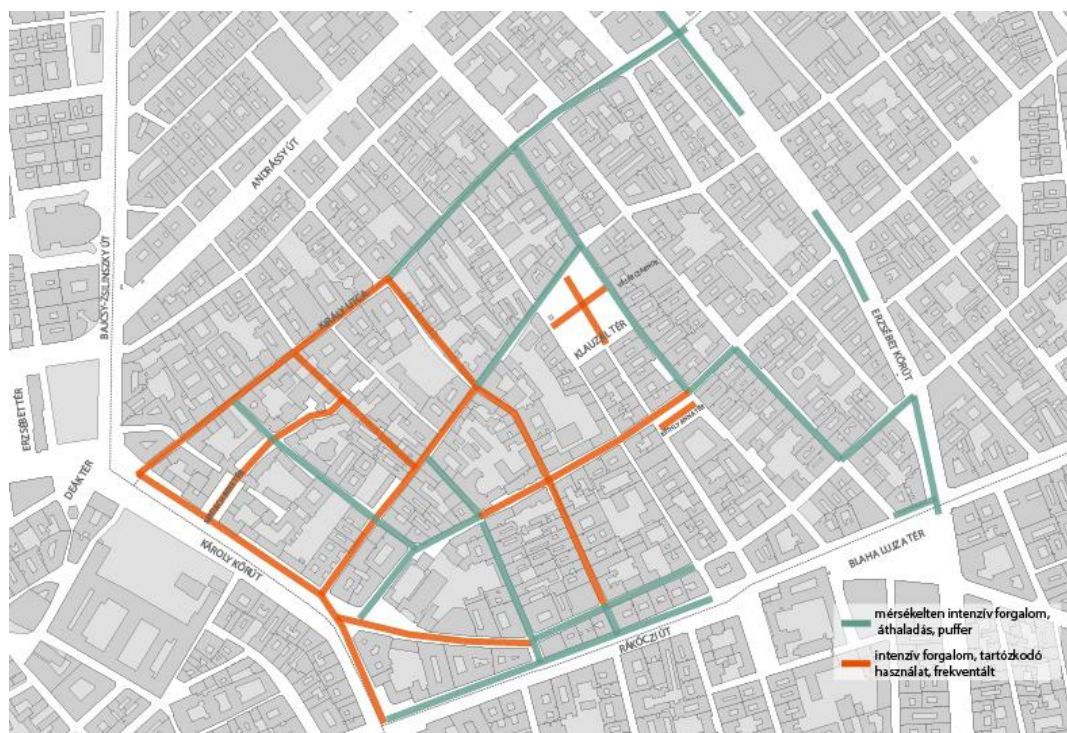 ANDRÁSSY ÚT
BAJCSY-ZSILINSZKY ÚT
KIRÁLY UTCA
KLAUZÁL TÉR
ERZSÉBET KÖRÚT
ERZSÉBET TÉR
DEÁK TÉR
KÁROLY KÖRÚT
BLAHA LUJZA TÉR
RÁKÓCZI ÚT
mérsékelten intenzív forgalom,
áthaladás, puffer
intenzív forgalom, tartózkodó
használat, frekventált